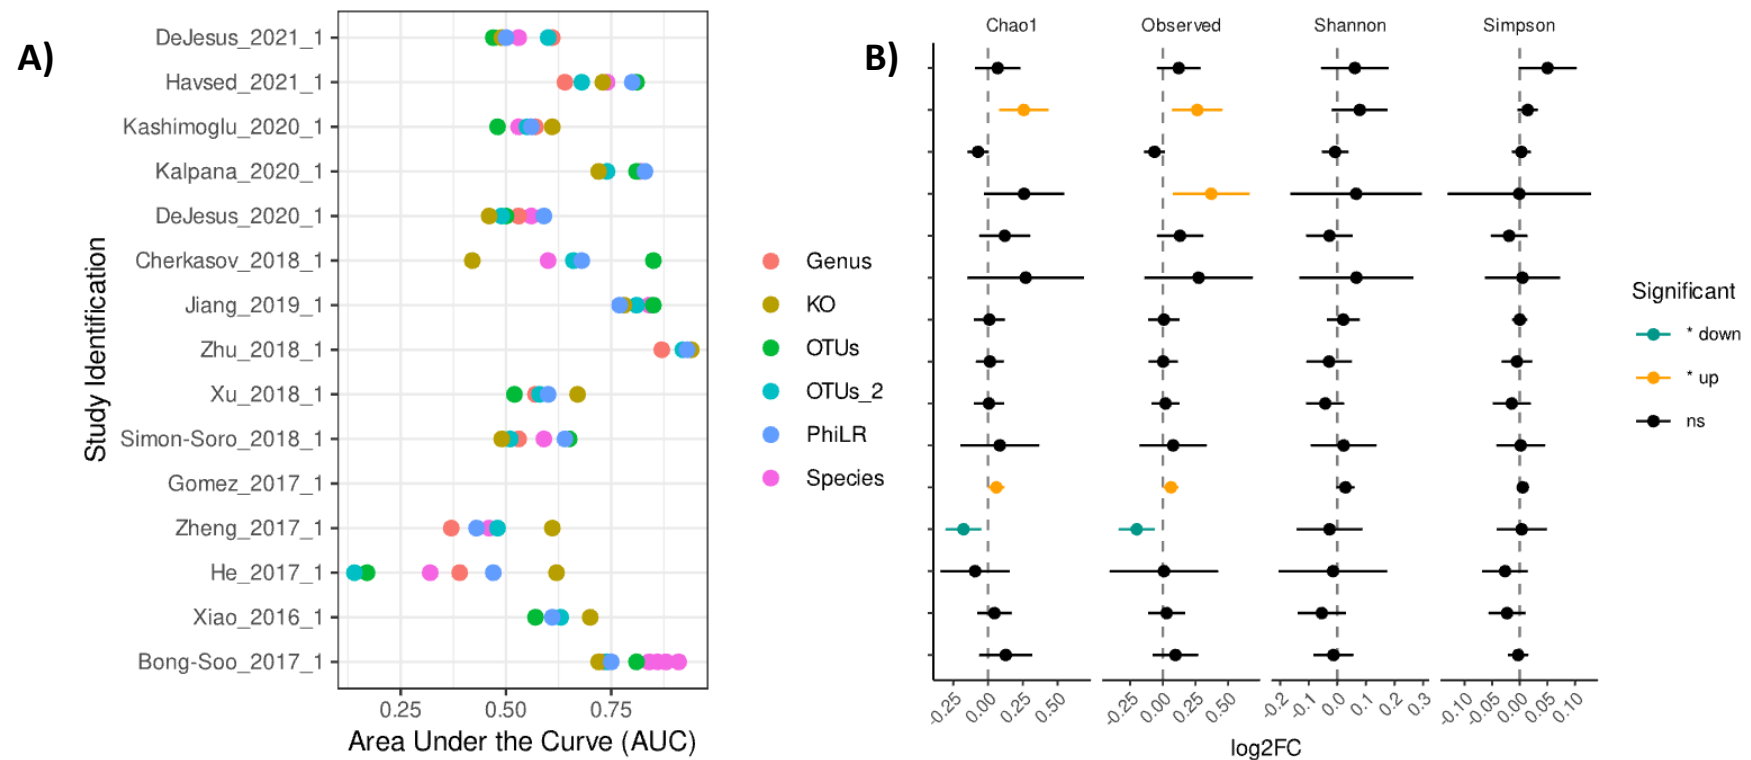 A)
DeJesus_2021_1
Havsed_2021_1
Kashimoglu_2020_1
Kalpana_2020_1
DeJesus_2020_1
Cherkasov_2018_1
Jiang_2019_1
Zhu_2018_1
Xu_2018_1
Simon-Soro_2018_1
Gomez_2017_1
Zheng_2017_1
He_2017_1
Xiao_2016_1
Bong-Soo_2017_1
Study Identification
0.25 0.50 0.75
Area Under the Curve (AUC)
Genus
KO
OTUs
OTUs_2
PhiLR
Species
B)
Chao1 Observed Shannon Simpson
-0.25 0.00 0.25 0.50 -0.25 0.00 0.25 0.50 -0.2 -0.1 0.0 0.1 0.2 0.3 -0.10 -0.05 0.00 0.05 0.10
log2FC
Significant
* down
* up
ns